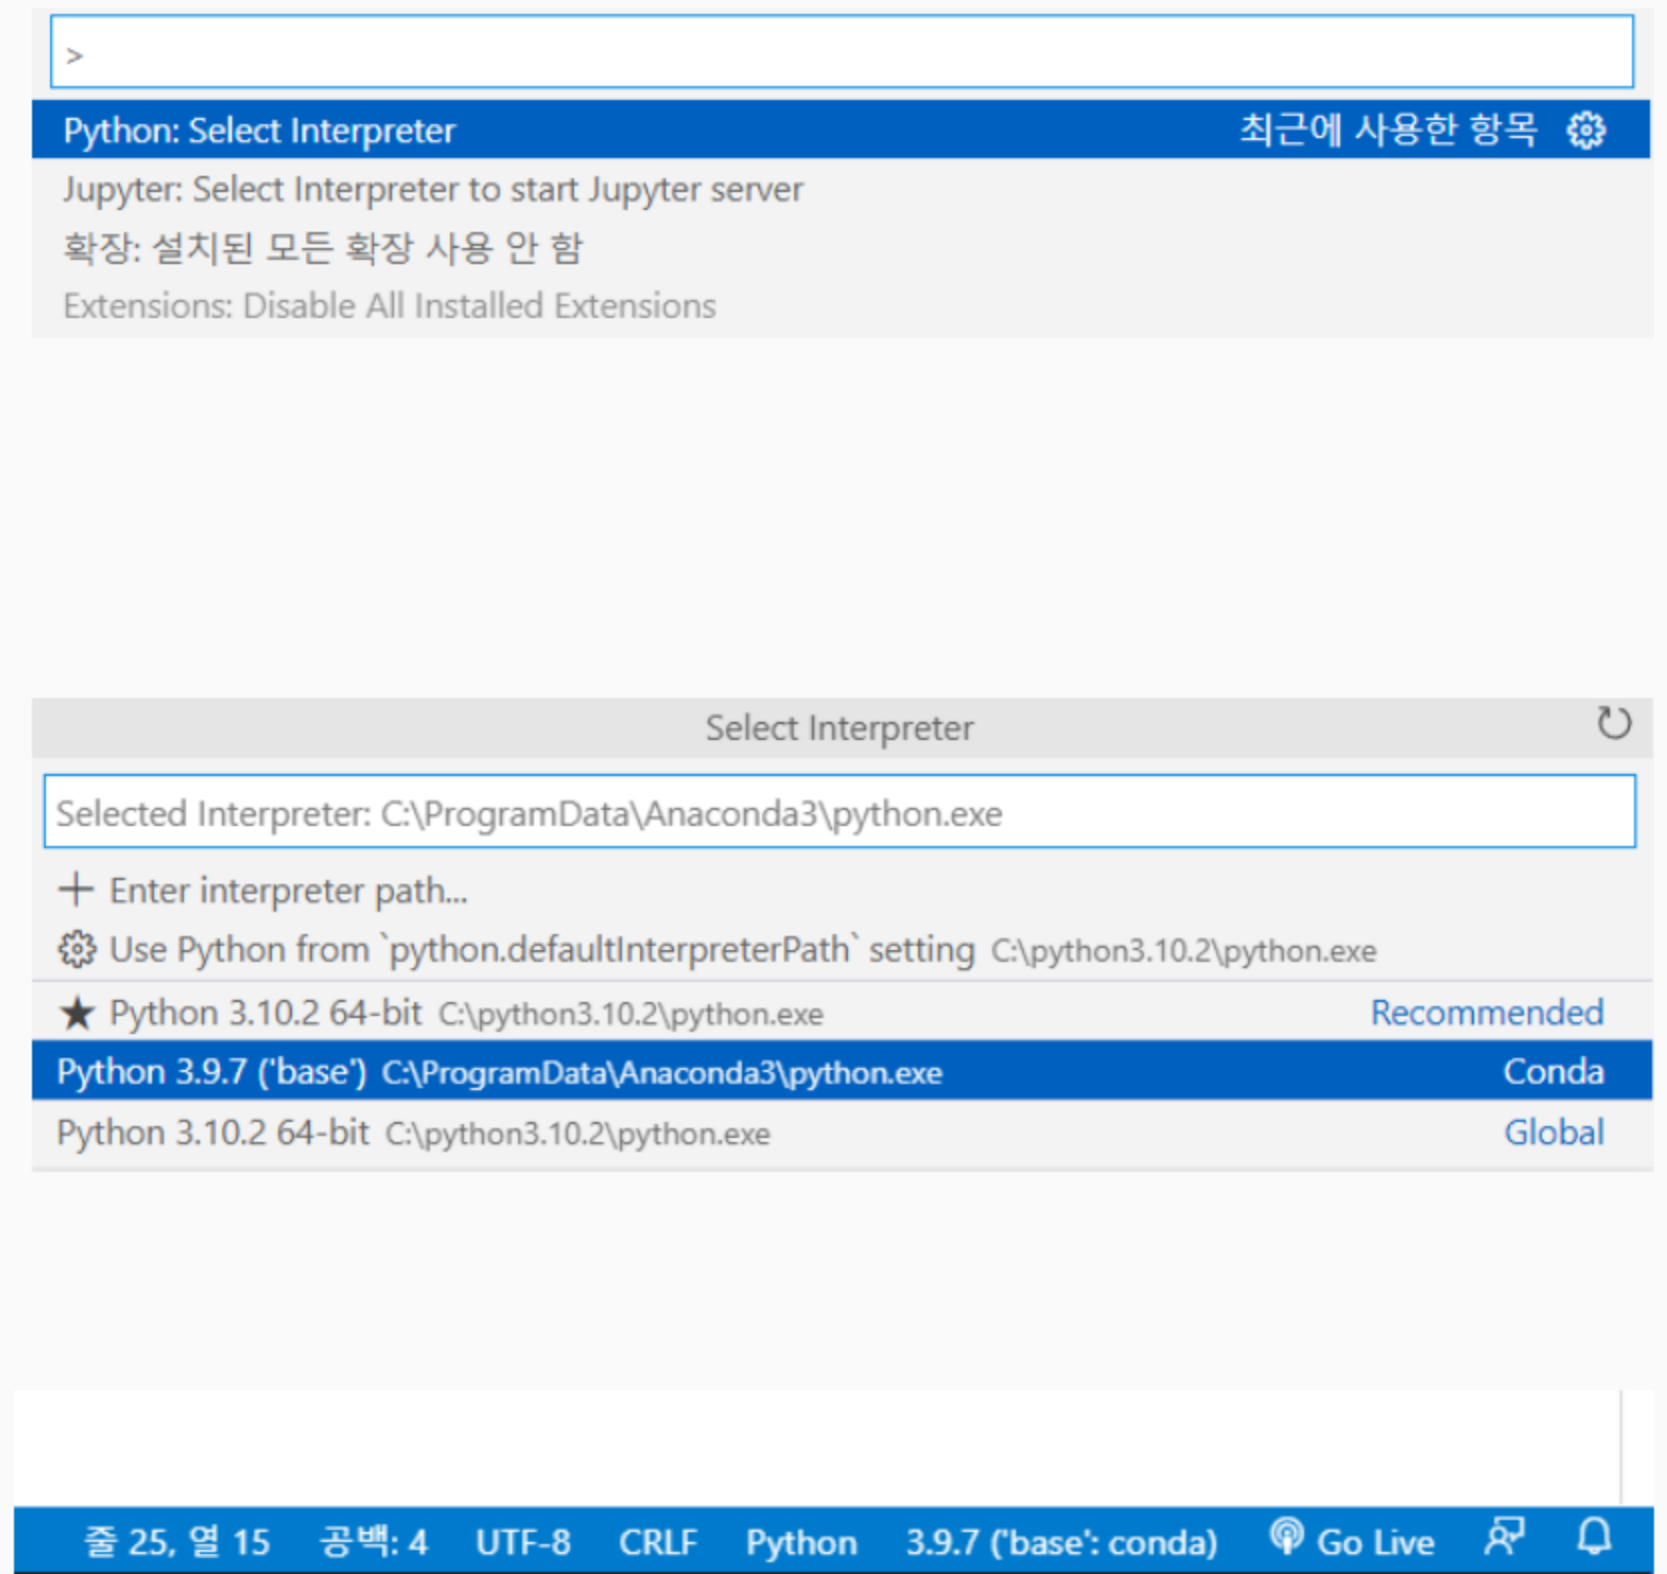 >
Python: Select Interpreter 최근에 사용한 항목
Jupyter: Select Interpreter to start Jupyter server
확장: 설치된 모든 확장 사용 안 함
Extensions: Disable All Installed Extensions
Select Interpreter
Selected Interpreter: C:\ProgramData\Anaconda3\python.exe
+ Enter interpreter path...
Use Python from `python.defaultInterpreterPath` setting C:\python3.10.2\python.exe
★ Python 3.10.2 64-bit C:\python3.10.2\python.exe Recommended
Python 3.9.7 ('base') C:\ProgramData\Anaconda3\python.exe Conda
Python 3.10.2 64-bit C:\python3.10.2\python.exe Global
줄 25, 열 15 공백: 4 UTF-8 CRLF Python 3.9.7 ('base': conda) Go Live